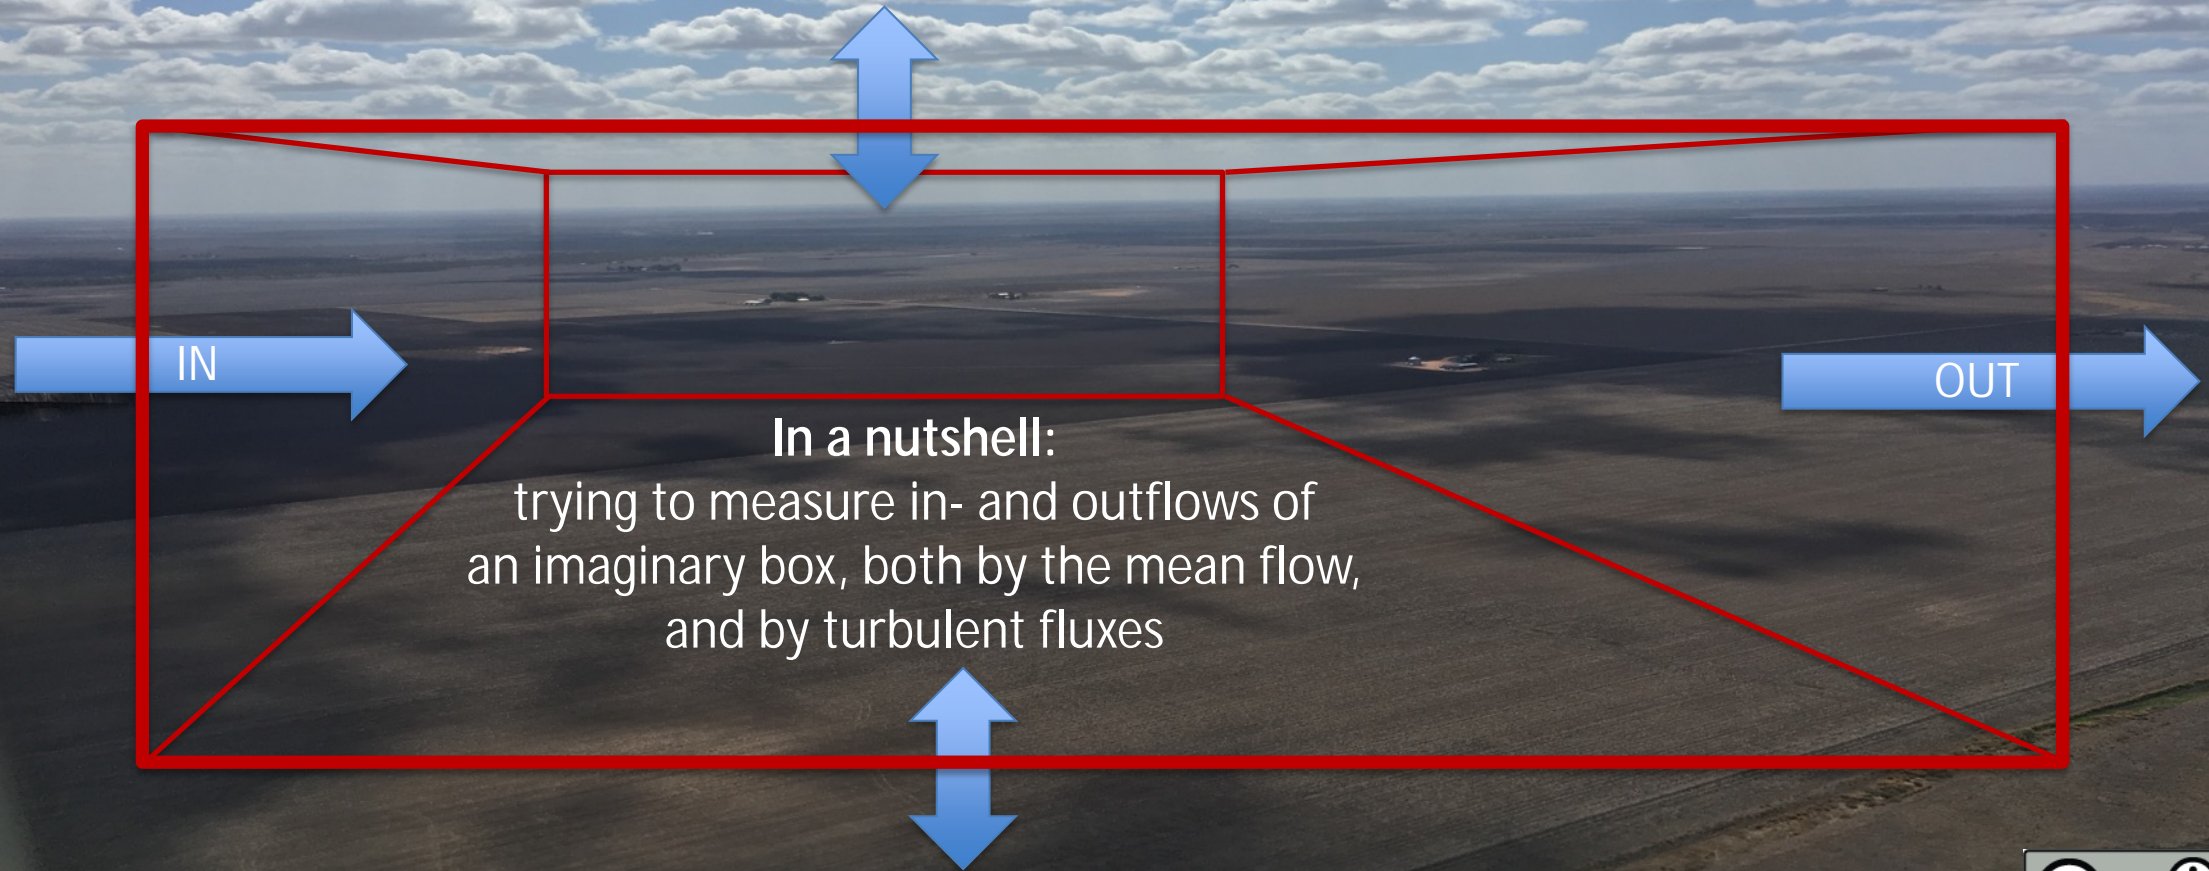 IN
OUT
In a nutshell:
trying to measure in- and outflows of
an imaginary box, both by the mean flow,
and by turbulent fluxes